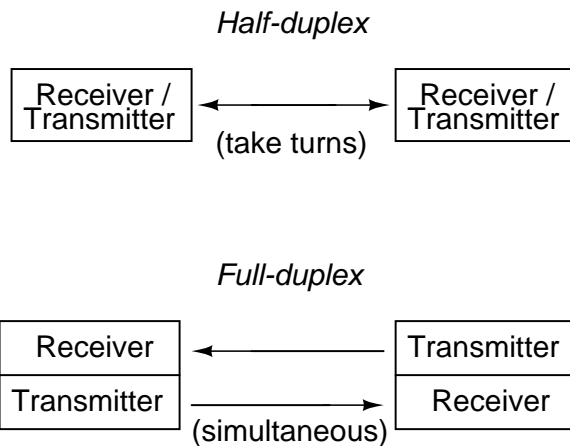 Half-duplex
Receiver /
Transmitter
Receiver /
Transmitter
(take turns)
Full-duplex
Receiver
Transmitter
Transmitter
Receiver
(simultaneous)